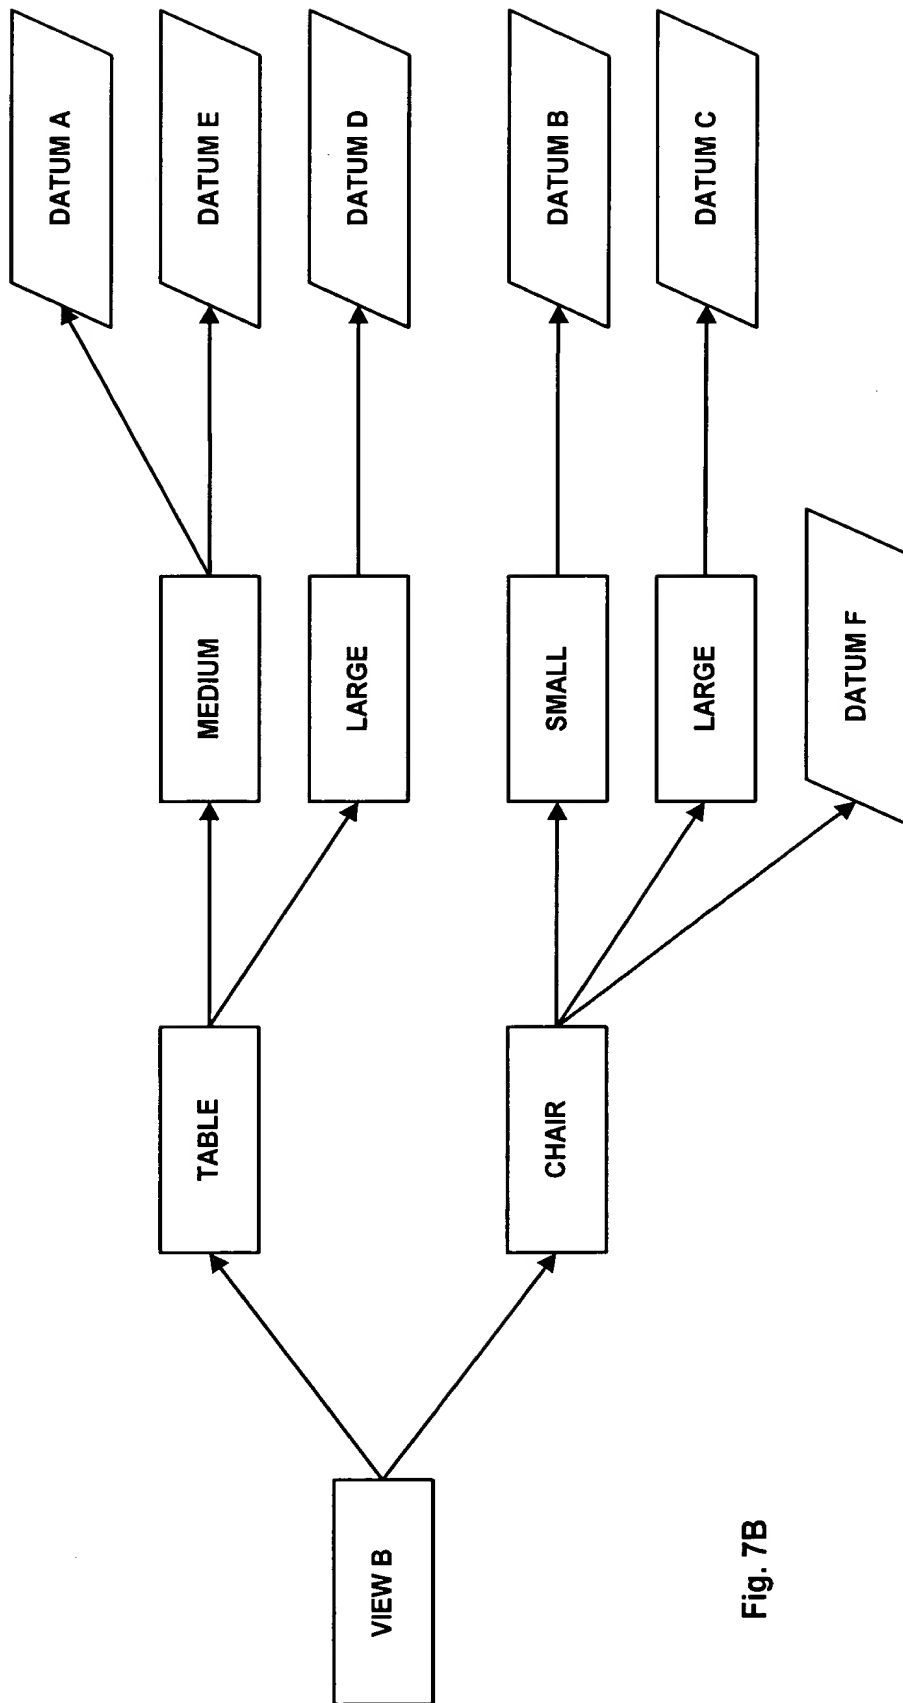 VIEW B
TABLE
CHAIR
MEDIUM
LARGE
SMALL
LARGE
DATUM F
DATUM A
DATUM E
DATUM D
DATUM B
DATUM C
Fig. 7B